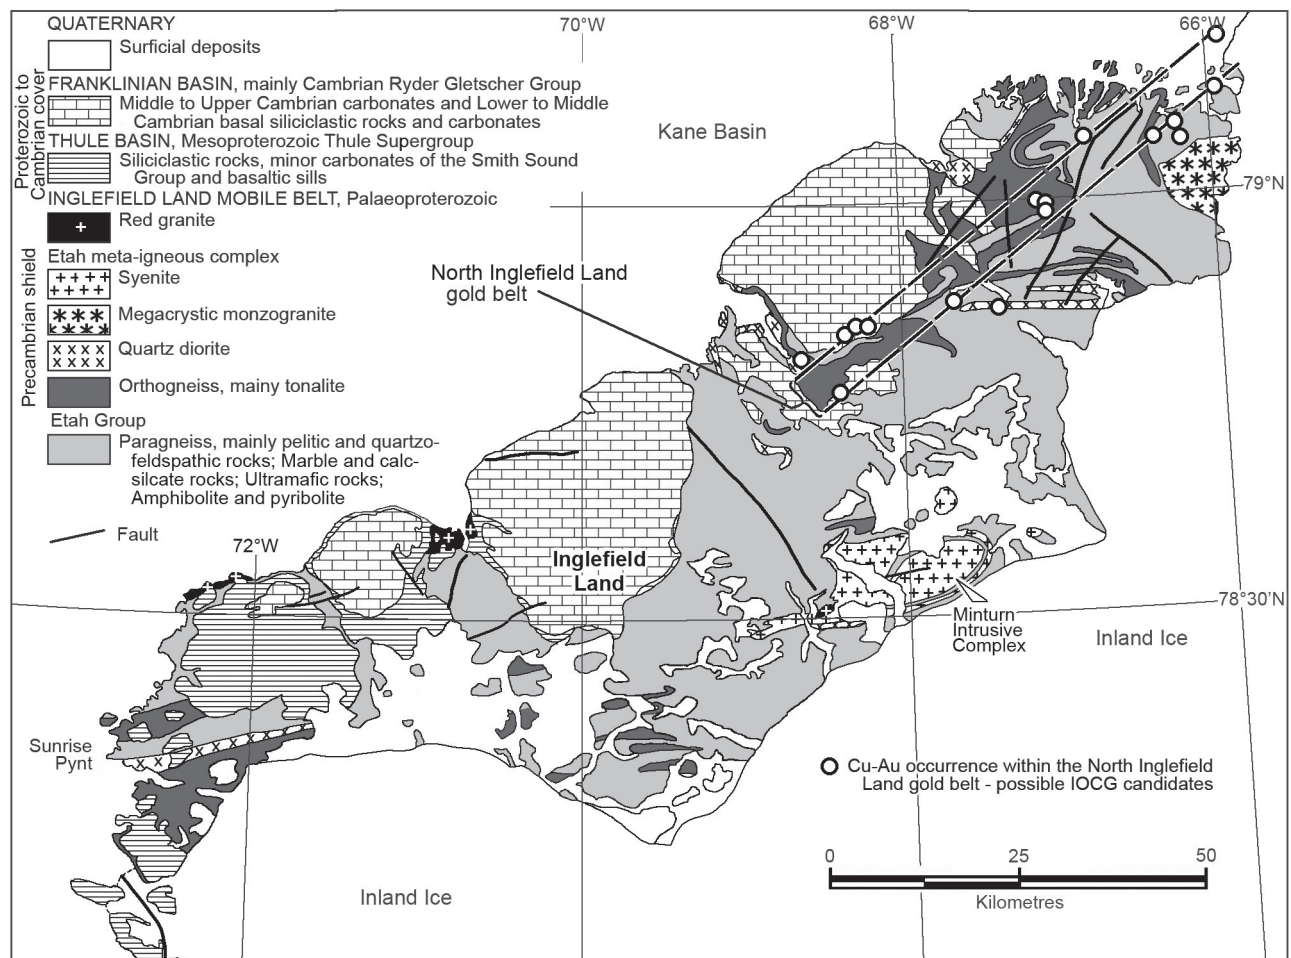 QUATERNARY
Surficial deposits
Proterozoic to
Cambrian cover
FRANKLINIAN BASIN, mainly Cambrian Ryder Gletscher Group
Middle to Upper Cambrian carbonates and Lower to Middle
Cambrian basal siliciclastic rocks and carbonates
THULE BASIN, Mesoproterozoic Thule Supergroup
Siliciclastic rocks, minor carbonates of the Smith Sound
Group and basaltic sills
Precambrian shield
INGLEFIELD LAND MOBILE BELT, Palaeoproterozoic
Red granite
Etah meta-igneous complex
Syenite
Megacrystic monzogranite
Quartz diorite
Orthogneiss, mainy tonalite
Etah Group
Paragneiss, mainly pelitic and quartzo-
feldspathic rocks; Marble and calc-
silcate rocks; Ultramafic rocks;
Amphibolite and pyribolite
Fault
70°W
68°W
66°W
Kane Basin
79°N
North Inglefield Land
gold belt
72°W
Inglefield
Land
78°30'N
Minturn
Intrusive
Complex
Inland Ice
Sunrise
Pynt
Cu-Au occurrence within the North Inglefield
Land gold belt - possible IOCG candidates
0 25 50
Kilometres
Inland Ice